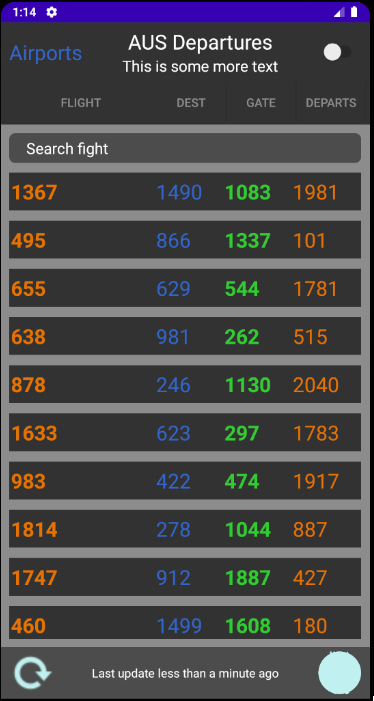 1:14
Airports
AUS Departures
This is some more text
FLIGHT DEST GATE DEPARTS
Search fight
1367 1490 1083 1981
495 866 1337 101
655 629 544 1781
638 981 262 515
878 246 1130 2040
1633 623 297 1783
983 422 474 1917
1814 278 1044 887
1747 912 1887 427
460 1499 1608 180
Last update less than a minute ago